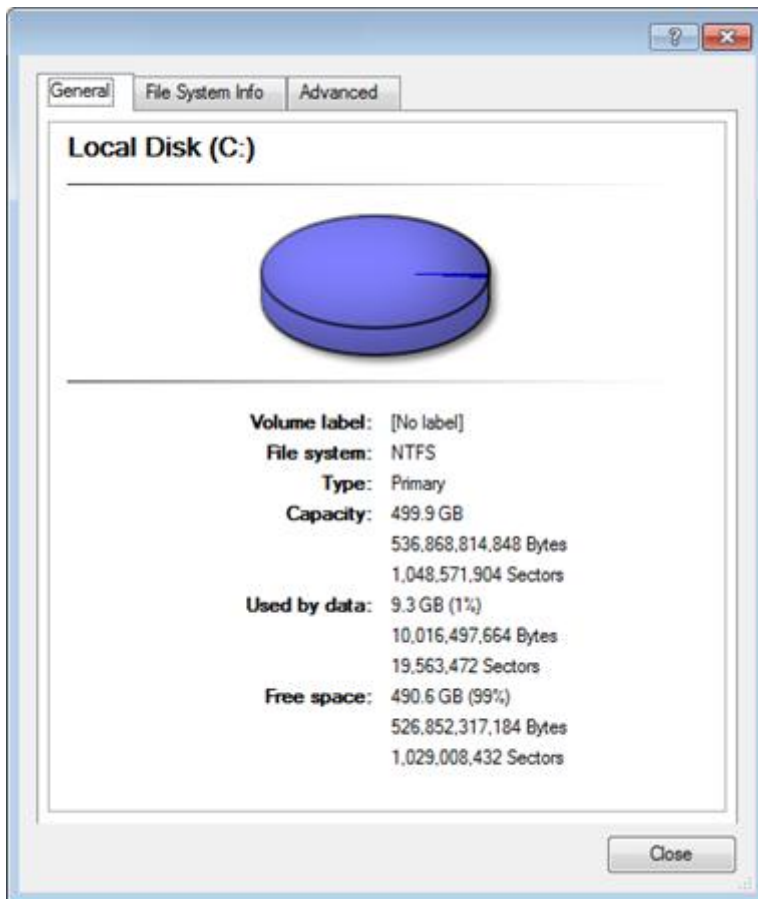 General File System Info Advanced
Local Disk (C:)
Volume label: [No label]
File system: NTFS
Type: Primary
Capacity: 499.9 GB
536,868,814,848 Bytes
1,048,571,904 Sectors
Used by data: 9.3 GB (1%)
10,016,497,664 Bytes
19,563,472 Sectors
Free space: 490.6 GB (99%)
526,852,317,184 Bytes
1,029,008,432 Sectors
Close